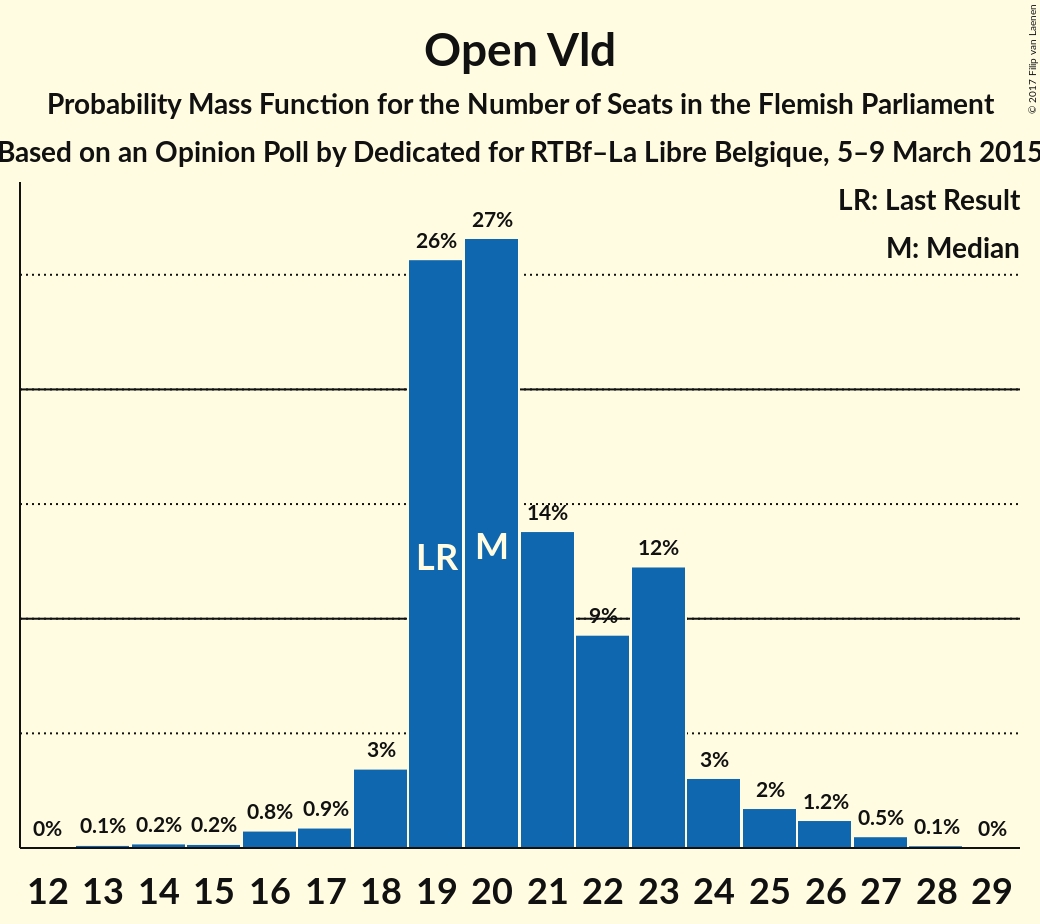 © 2017 Filip van Laenen
Open Vld
Probability Mass Function for the Number of Seats in the Flemish Parliament
Based on an Opinion Poll by Dedicated for RTBf–La Libre Belgique, 5–9 March 2015
LR: Last Result
M: Median
0% 0.1% 0.2% 0.2% 0.8% 0.9% 3% 26% 27% 14% 9% 12% 3% 2% 1.2% 0.5% 0.1% 0%
LR M
12 13 14 15 16 17 18 19 20 21 22 23 24 25 26 27 28 29